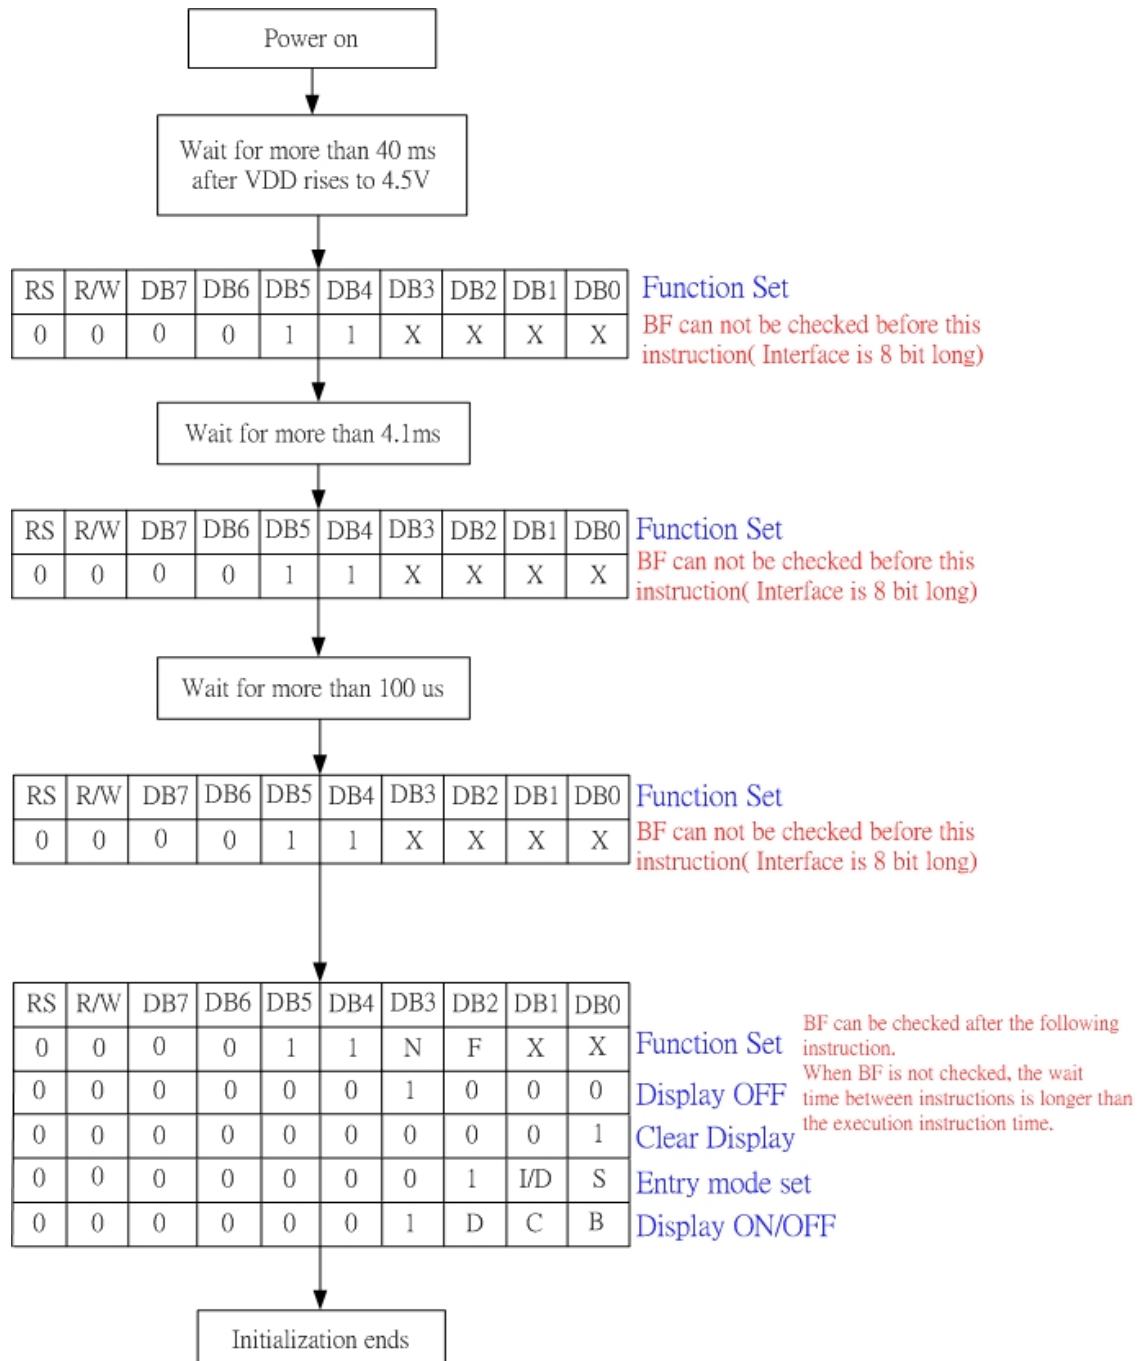 Power on
Wait for more than 40 ms
after VDD rises to 4.5V
RS R/W DB7 DB6 DB5 DB4 DB3 DB2 DB1 DB0
0 0 0 0 1 1 X X X X
Function Set
BF can not be checked before this
instruction( Interface is 8 bit long)
Wait for more than 4.1ms
RS R/W DB7 DB6 DB5 DB4 DB3 DB2 DB1 DB0
0 0 0 0 1 1 X X X X
Function Set
BF can not be checked before this
instruction( Interface is 8 bit long)
Wait for more than 100 us
RS R/W DB7 DB6 DB5 DB4 DB3 DB2 DB1 DB0
0 0 0 0 1 1 X X X X
Function Set
BF can not be checked before this
instruction( Interface is 8 bit long)
RS R/W DB7 DB6 DB5 DB4 DB3 DB2 DB1 DB0
0 0 0 0 1 1 N F X X Function Set
0 0 0 0 0 0 1 0 0 0 Display OFF
0 0 0 0 0 0 0 0 0 1 Clear Display
0 0 0 0 0 0 0 1 I/D S Entry mode set
0 0 0 0 0 0 1 D C B Display ON/OFF
BF can be checked after the following
instruction.
When BF is not checked, the wait
time between instructions is longer than
the execution instruction time.
Initialization ends